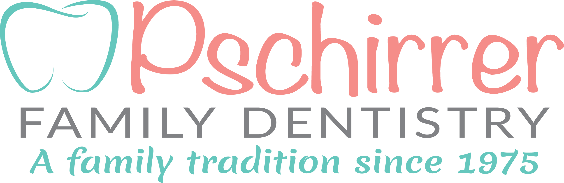 Pschirrer
FAMILY DENTISTRY
A family tradition since 1975